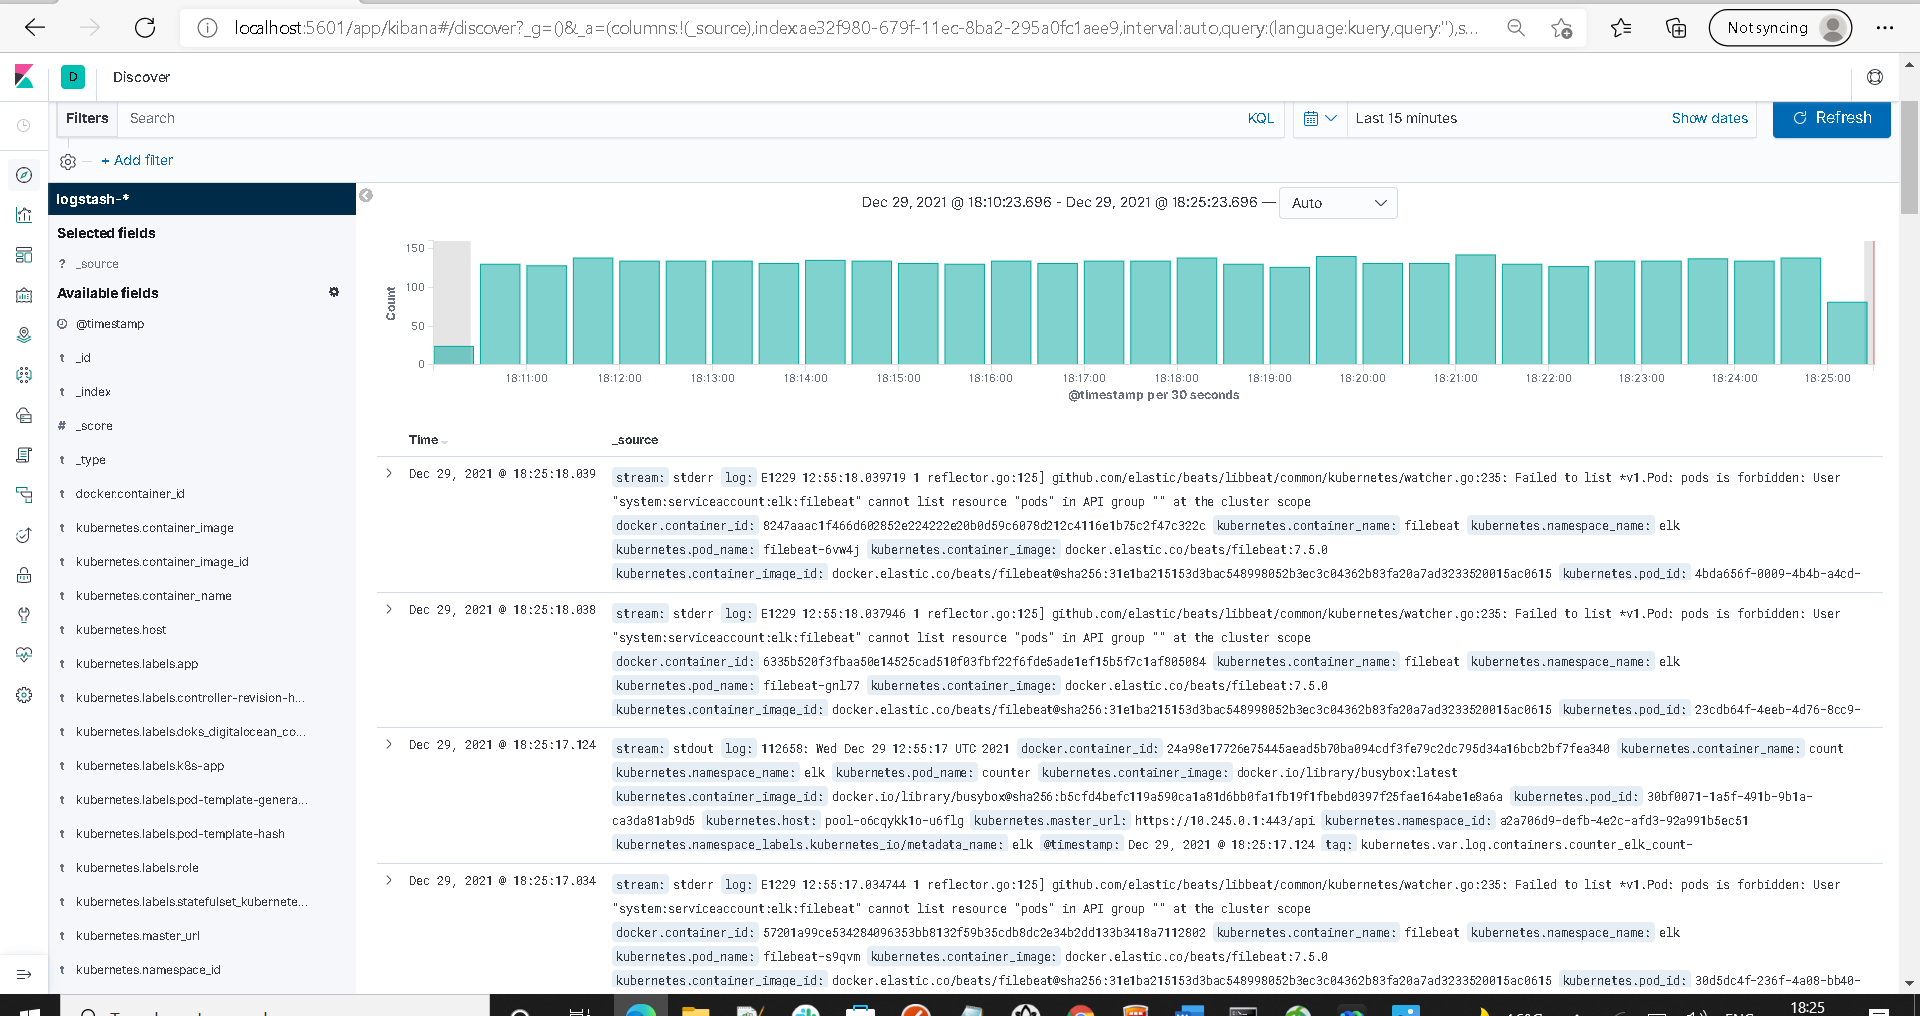 localhost:5601/app/kibana#/discover?_g=()&_a=(columns:!(_source),index:ae32f980-679f-11ec-8ba2-295a0fc1aee9,interval:auto,query:(language:kuery,query:''),s...
Not syncing
D Discover
Filters Search KQL Last 15 minutes Show dates Refresh
+ Add filter
logstash-*
Selected fields
? _source
Available fields
@timestamp
t _id
t _index
# _score
t _type
t docker.container_id
t kubernetes.container_image
t kubernetes.container_image_id
t kubernetes.container_name
t kubernetes.host
t kubernetes.labels.app
t kubernetes.labels.controller-revision-h...
t kubernetes.labels.doks_digitalocean_co...
t kubernetes.labels.k8s-app
t kubernetes.labels.pod-template-genera...
t kubernetes.labels.pod-template-hash
t kubernetes.labels.role
t kubernetes.labels.statefulset_kubernete...
t kubernetes.master_url
t kubernetes.namespace_id
Dec 29, 2021 @ 18:10:23.696 - Dec 29, 2021 @ 18:25:23.696 — Auto
150
100
50
0
Count
18:11:00 18:12:00 18:13:00 18:14:00 18:15:00 18:16:00 18:17:00 18:18:00 18:19:00 18:20:00 18:21:00 18:22:00 18:23:00 18:24:00 18:25:00
@timestamp per 30 seconds
Time _source
Dec 29, 2021 @ 18:25:18.039 stream: stderr log: E1229 12:55:18.039719 1 reflector.go:125] github.com/elastic/beats/libbeat/common/kubernetes/watcher.go:235: Failed to list *v1.Pod: pods is forbidden: User
"system:serviceaccount:elk:filebeat" cannot list resource "pods" in API group "" at the cluster scope
docker.container_id: 8247aaac1f466d602852e224222e20b0d59c6078d212c4116e1b75c2f47c322c kubernetes.container_name: filebeat kubernetes.namespace_name: elk
kubernetes.pod_name: filebeat-6vw4j kubernetes.container_image: docker.elastic.co/beats/filebeat:7.5.0
kubernetes.container_image_id: docker.elastic.co/beats/filebeat@sha256:31e1ba215153d3bac548998052b3ec3c04362b83fa20a7ad3233520015ac0615 kubernetes.pod_id: 4bda656f-0009-4b4b-a4cd-
Dec 29, 2021 @ 18:25:18.038 stream: stderr log: E1229 12:55:18.037946 1 reflector.go:125] github.com/elastic/beats/libbeat/common/kubernetes/watcher.go:235: Failed to list *v1.Pod: pods is forbidden: User
"system:serviceaccount:elk:filebeat" cannot list resource "pods" in API group "" at the cluster scope
docker.container_id: 6335b520f3fbaa50e14525cad510f03fbf22f6fde5ade1ef15b5f7c1af805084 kubernetes.container_name: filebeat kubernetes.namespace_name: elk
kubernetes.pod_name: filebeat-gnl77 kubernetes.container_image: docker.elastic.co/beats/filebeat:7.5.0
kubernetes.container_image_id: docker.elastic.co/beats/filebeat@sha256:31e1ba215153d3bac548998052b3ec3c04362b83fa20a7ad3233520015ac0615 kubernetes.pod_id: 23cdb64f-4eeb-4d76-8cc9-
Dec 29, 2021 @ 18:25:17.124 stream: stdout log: 112658: Wed Dec 29 12:55:17 UTC 2021 docker.container_id: 24a98e17726e75445aead5b70ba094cdf3fe79c2dc795d34a16bcb2bf7fea340 kubernetes.container_name: count
kubernetes.namespace_name: elk kubernetes.pod_name: counter kubernetes.container_image: docker.io/library/busybox:latest
kubernetes.container_image_id: docker.io/library/busybox@sha256:b5cfd4befc119a590ca1a81d6bb0fa1fb19f1fbebd0397f25fae164abe1e8a6a kubernetes.pod_id: 30bf0071-1a5f-491b-9b1a-
ca3da81ab9d5 kubernetes.host: pool-o6cqykk1o-u6flg kubernetes.master_url: https://10.245.0.1:443/api kubernetes.namespace_id: a2a706d9-defb-4e2c-afd3-92a991b5ec51
kubernetes.namespace_labels.kubernetes_io/metadata_name: elk @timestamp: Dec 29, 2021 @ 18:25:17.124 tag: kubernetes.var.log.containers.counter_elk_count-
Dec 29, 2021 @ 18:25:17.034 stream: stderr log: E1229 12:55:17.034744 1 reflector.go:125] github.com/elastic/beats/libbeat/common/kubernetes/watcher.go:235: Failed to list *v1.Pod: pods is forbidden: User
"system:serviceaccount:elk:filebeat" cannot list resource "pods" in API group "" at the cluster scope
docker.container_id: 57201a99ce534284096353bb8132f59b35cdb8dc2e34b2dd133b3418a7112802 kubernetes.container_name: filebeat kubernetes.namespace_name: elk
kubernetes.pod_name: filebeat-s9qvm kubernetes.container_image: docker.elastic.co/beats/filebeat:7.5.0
kubernetes.container_image_id: docker.elastic.co/beats/filebeat@sha256:31e1ba215153d3bac548998052b3ec3c04362b83fa20a7ad3233520015ac0615 kubernetes.pod_id: 30d5dc4f-236f-4a08-bb40-
18:25